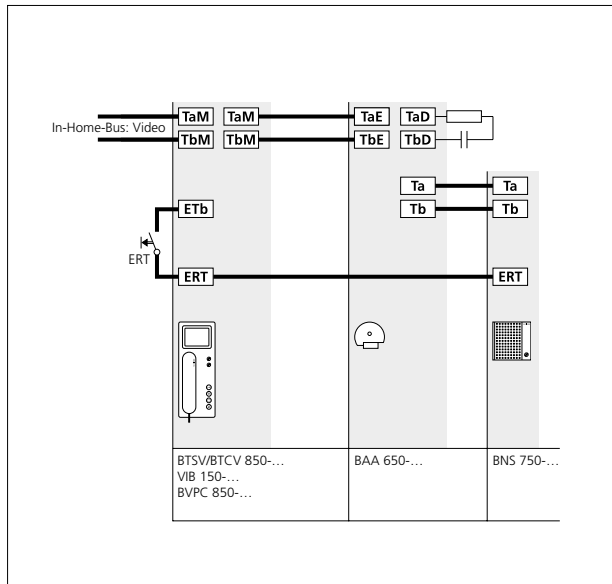 TaM TaM TaE TaD
In-Home-Bus: Video
TbM TbM TbE TbD
Ta Ta
ETb Tb Tb
ERT
ERT ERT
BTSV/BTCV 850-... BAA 650-... BNS 750-...
VIB 150-...
BVPC 850-...